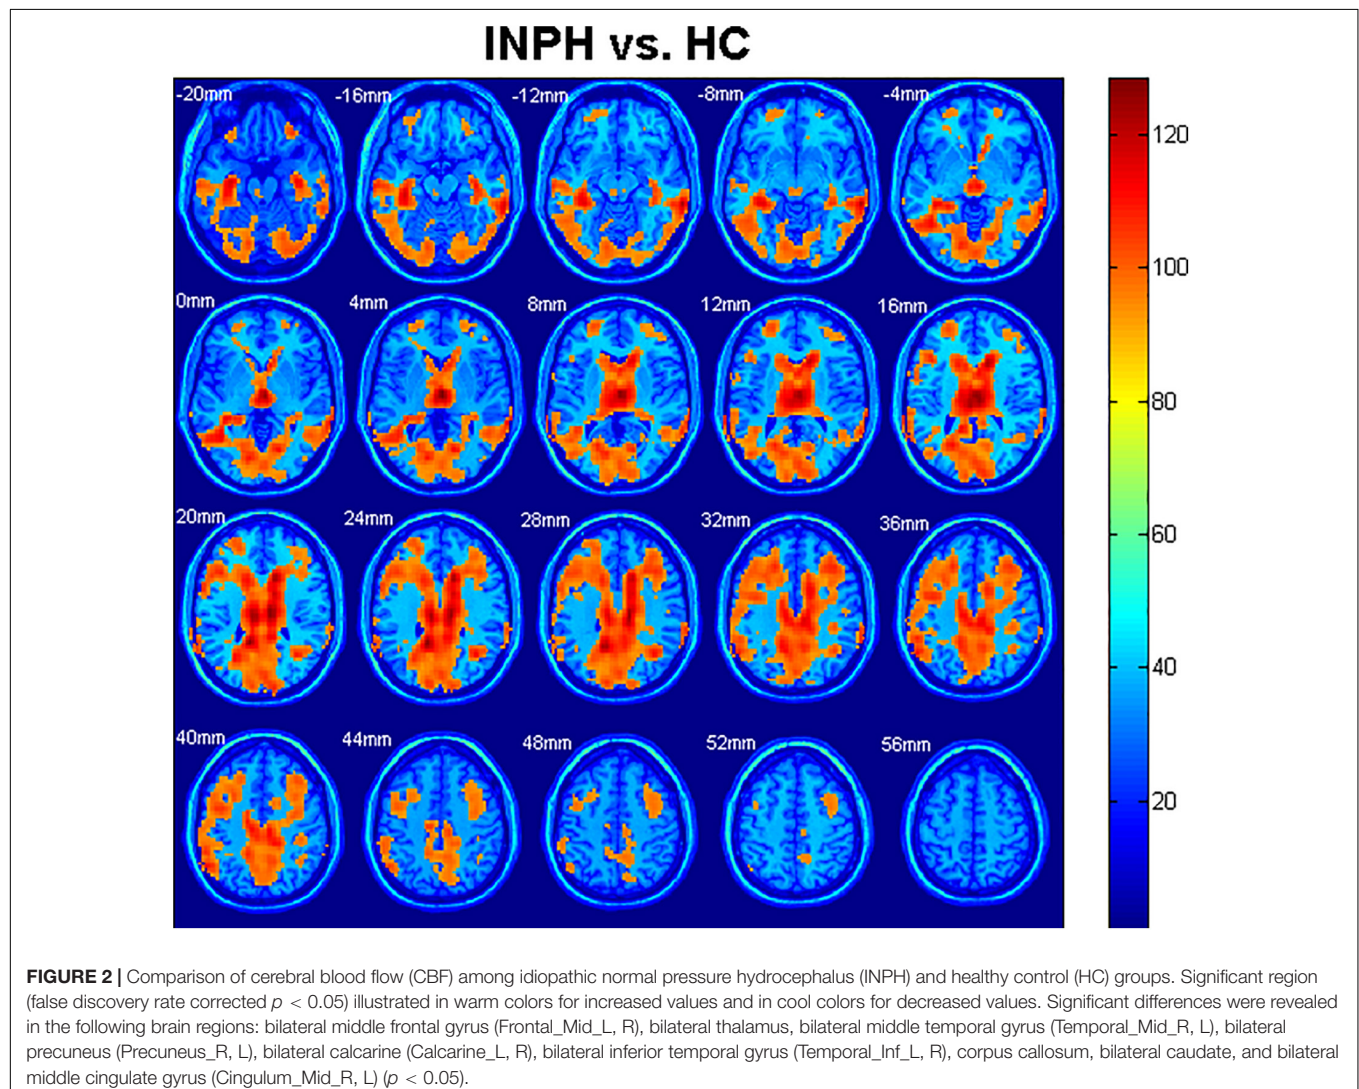 INPH vs. HC
-20mm -16mm -12mm -8mm -4mm
0mm 4mm 8mm 12mm 16mm
20mm 24mm 28mm 32mm 36mm
40mm 44mm 48mm 52mm 56mm
120
100
80
60
40
20
FIGURE 2 | Comparison of cerebral blood flow (CBF) among idiopathic normal pressure hydrocephalus (INPH) and healthy control (HC) groups. Significant region
(false discovery rate corrected p < 0.05) illustrated in warm colors for increased values and in cool colors for decreased values. Significant differences were revealed
in the following brain regions: bilateral middle frontal gyrus (Frontal_Mid_L, R), bilateral thalamus, bilateral middle temporal gyrus (Temporal_Mid_R, L), bilateral
precuneus (Precuneus_R, L), bilateral calcarine (Calcarine_L, R), bilateral inferior temporal gyrus (Temporal_Inf_L, R), corpus callosum, bilateral caudate, and bilateral
middle cingulate gyrus (Cingulum_Mid_R, L) (p < 0.05).